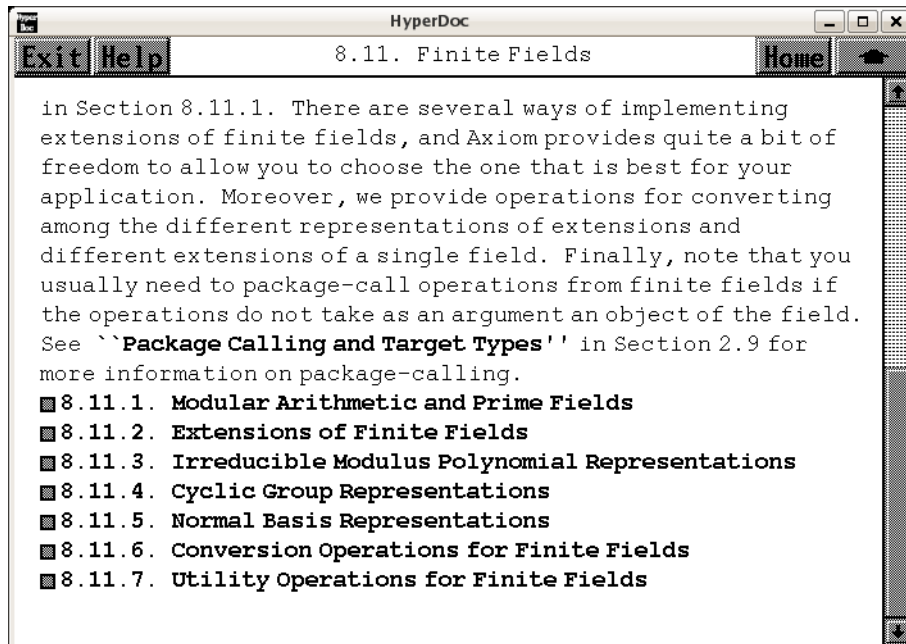 Hyper
Doc
HyperDoc
Exit Help
8.11. Finite Fields
Home
in Section 8.11.1. There are several ways of implementing
extensions of finite fields, and Axiom provides quite a bit of
freedom to allow you to choose the one that is best for your
application. Moreover, we provide operations for converting
among the different representations of extensions and
different extensions of a single field. Finally, note that you
usually need to package-call operations from finite fields if
the operations do not take as an argument an object of the field.
See ``Package Calling and Target Types'' in Section 2.9 for
more information on package-calling.
8.11.1. Modular Arithmetic and Prime Fields
8.11.2. Extensions of Finite Fields
8.11.3. Irreducible Modulus Polynomial Representations
8.11.4. Cyclic Group Representations
8.11.5. Normal Basis Representations
8.11.6. Conversion Operations for Finite Fields
8.11.7. Utility Operations for Finite Fields